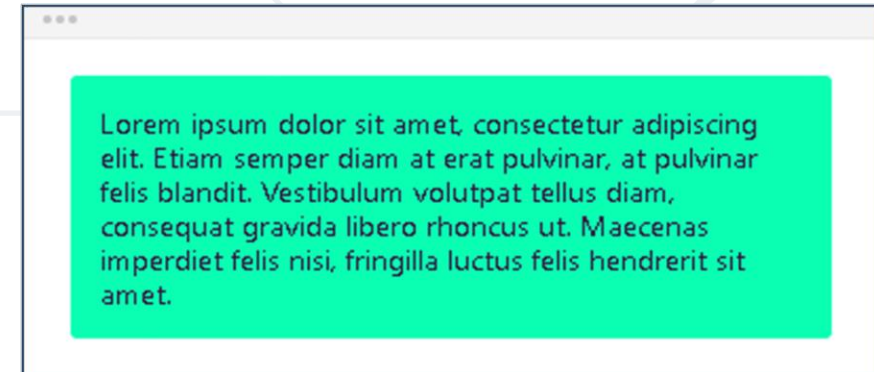 Lorem ipsum dolor sit amet, consectetur adipiscing
elit. Etiam semper diam at erat pulvinar, at pulvinar
felis blandit. Vestibulum volutpat tellus diam,
consequat gravida libero rhoncus ut. Maecenas
imperdiet felis nisi, fringilla luctus felis hendrerit sit
amet.